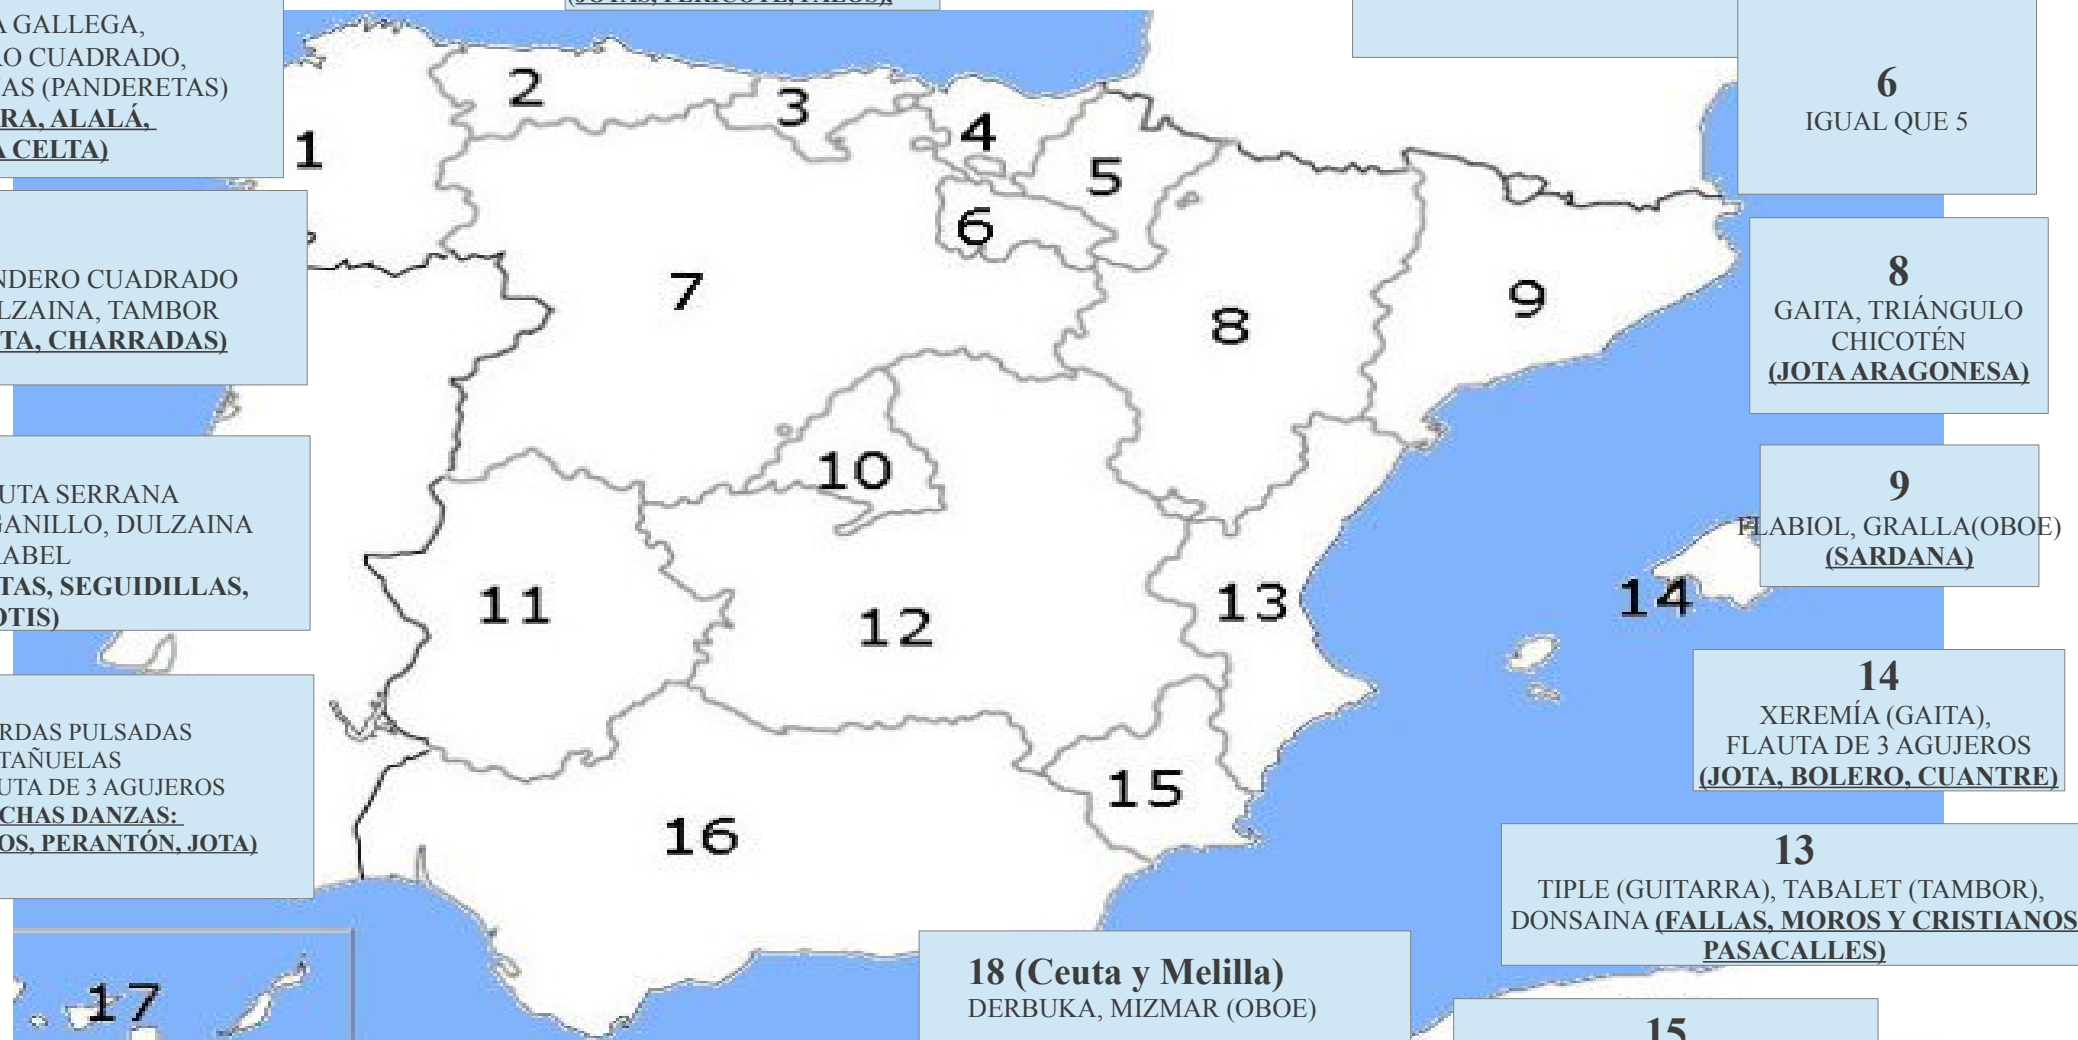 (JOTAS, PERICOTE, PALOS),
A GALLEGA,
RO CUADRADO,
AS (PANDERETAS)
RA, ALALÁ,
A CELTA)
NDERO CUADRADO
LZAINA, TAMBOR
TA, CHARRADAS)
UTA SERRANA
GANILLO, DULZAINA
ABEL
TAS, SEGUIDILLAS,
OTIS)
RDAS PULSADAS
TAÑUELAS
UTA DE 3 AGUJEROS
CHAS DANZAS:
OS, PERANTÓN, JOTA)
1
2
3
4
5
6
7
8
9
10
11
12
13
14
15
16
17
6
IGUAL QUE 5
8
GAITA, TRIÁNGULO
CHICOTÉN
(JOTA ARAGONESA)
9
FLABIOL, GRALLA(OBOE)
(SARDANA)
14
XEREMÍA (GAITA),
FLAUTA DE 3 AGUJEROS
(JOTA, BOLERO, CUANTRE)
13
TIPLE (GUITARRA), TABALET (TAMBOR),
DONSAINA (FALLAS, MOROS Y CRISTIANOS
PASACALLES)
18 (Ceuta y Melilla)
DERBUKA, MIZMAR (OBOE)
15